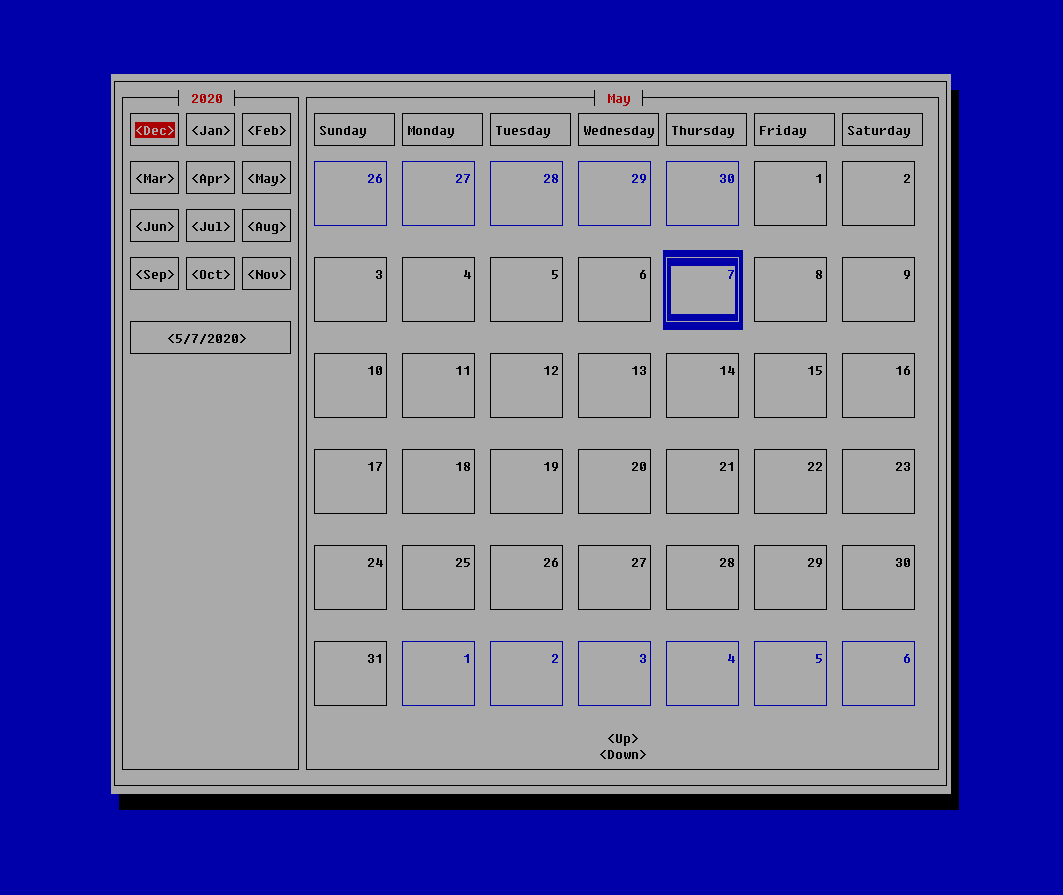 2020
<Dec> <Jan> <Feb>
<Mar> <Apr> <May>
<Jun> <Jul> <Aug>
<Sep> <Oct> <Nov>
<5/7/2020>
May
Sunday Monday Tuesday Wednesday Thursday Friday Saturday
26 27 28 29 30 1 2
3 4 5 6 7 8 9
10 11 12 13 14 15 16
17 18 19 20 21 22 23
24 25 26 27 28 29 30
31 1 2 3 4 5 6
<Up>
<Down>